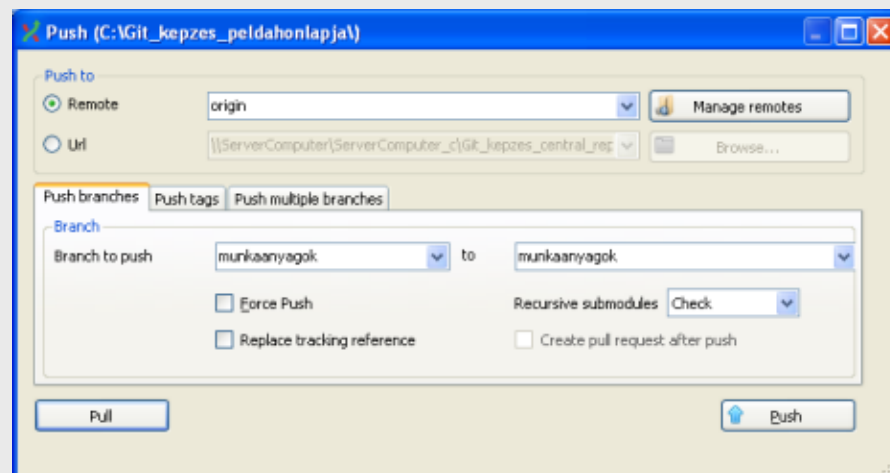 Push (C:\Git_kepzes_peldahonlapja\)
Push to
Remote origin Manage remotes
Url \\ServerComputer\ServerComputer_c\Git_kepzes_central_rep Browse...
Push branches Push tags Push multiple branches
Branch
Branch to push munkaanyagok to munkaanyagok
Force Push Recursive submodules Check
Replace tracking reference Create pull request after push
Pull Push